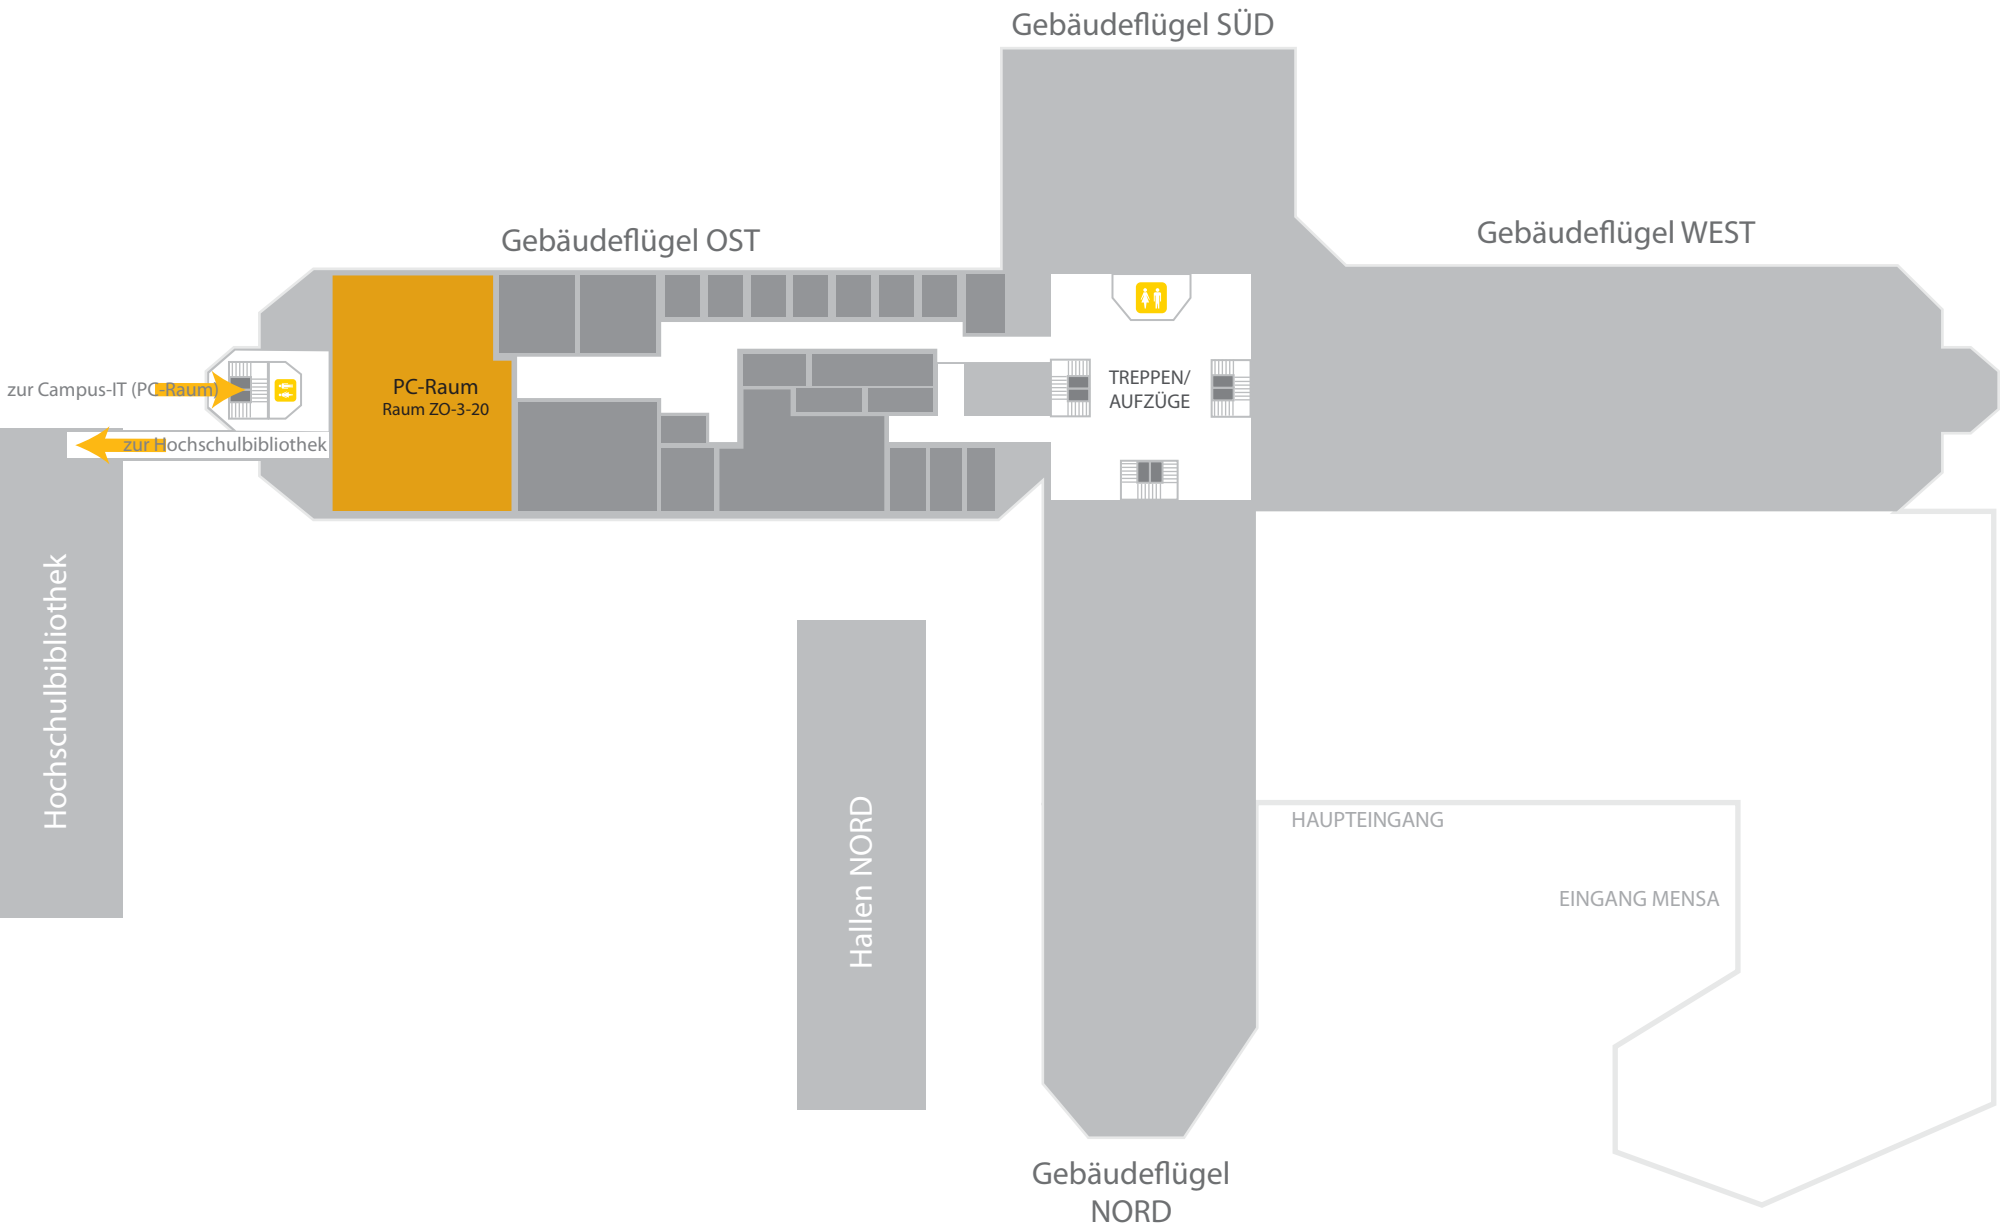 Gebäudeflügel SÜD
Gebäudeflügel OST
Gebäudeflügel WEST
zur Campus-IT (PC-Raum)
PC-Raum
Raum ZO-3-20
TREPPEN/
AUFZÜGE
zur Hochschulbibliothek
Hochschulbibliothek
Hallen NORD
HAUPTEINGANG
EINGANG MENSA
Gebäudeflügel
NORD